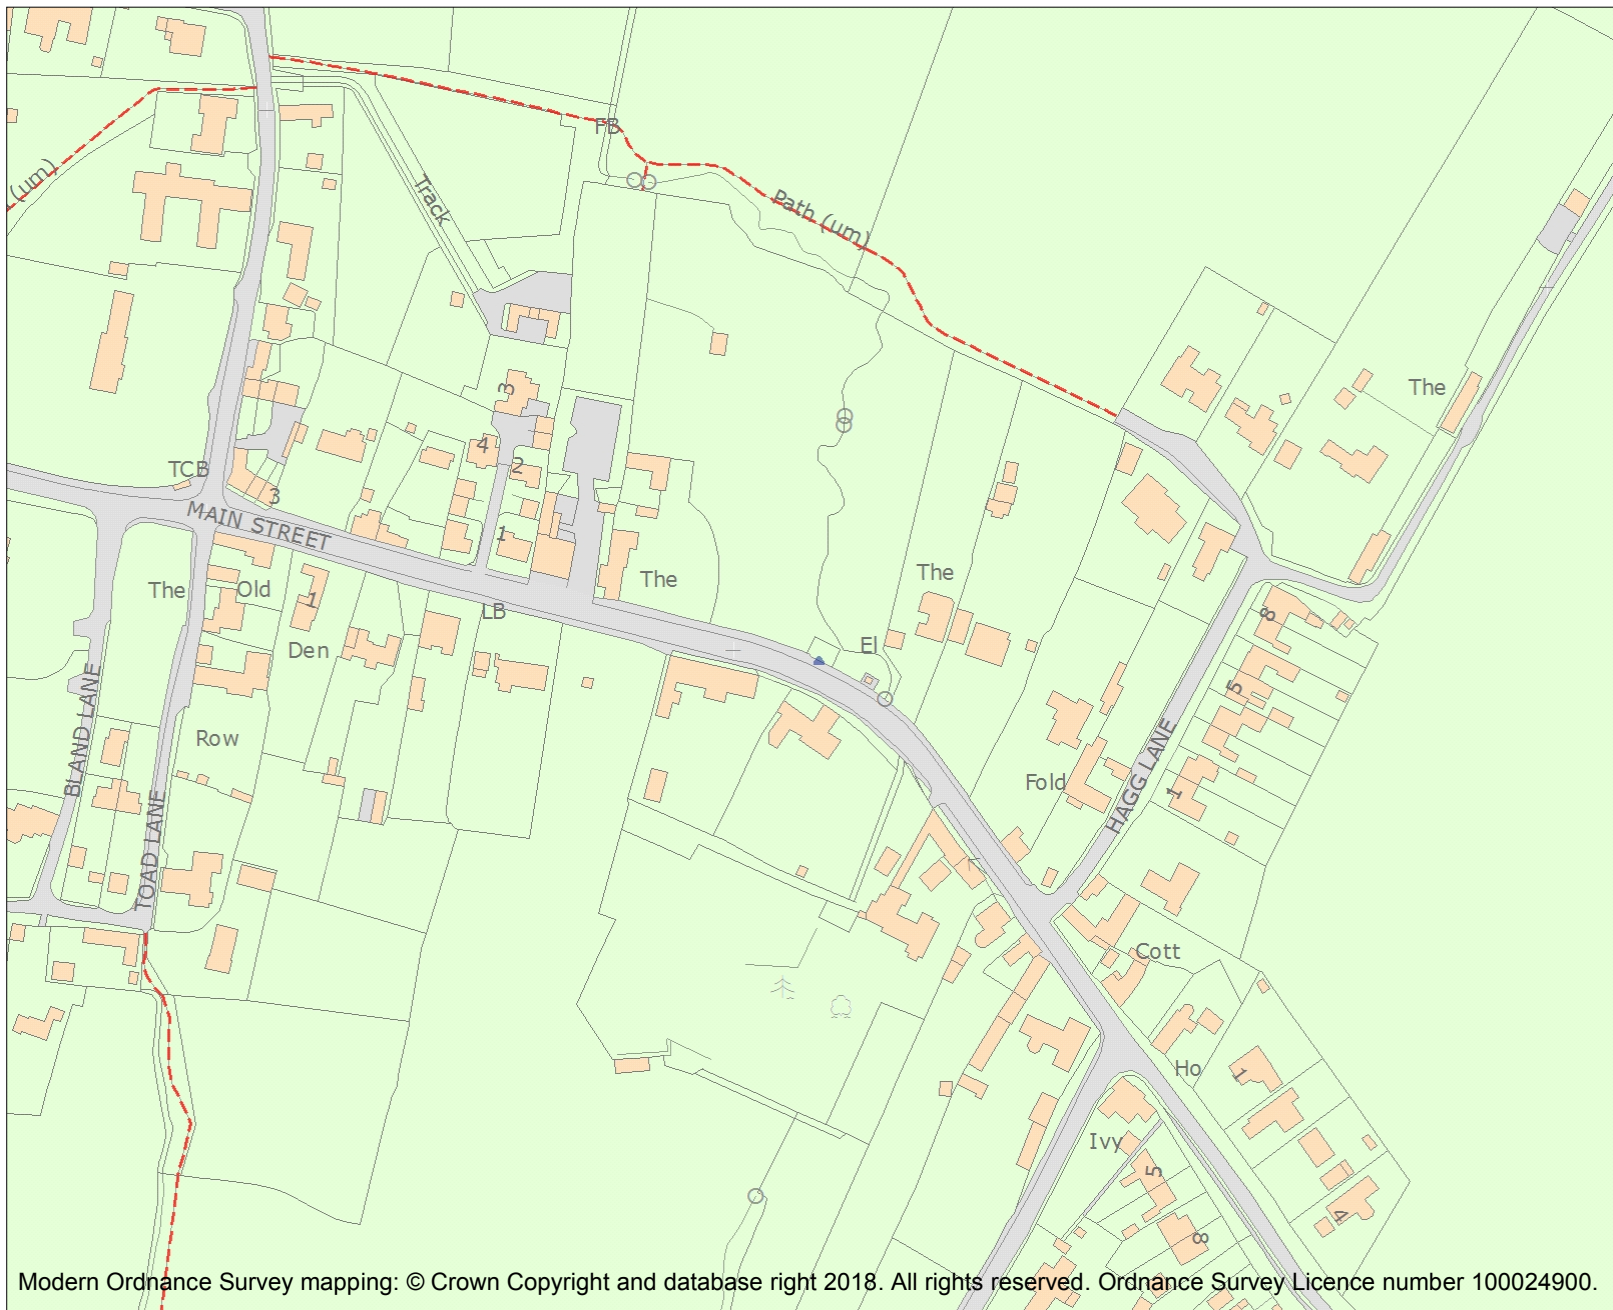 FB
(um)
Track
Path (um)
The
3
4
2
TCB
3
MAIN STREET
1
The
Old
1
The
The
LB
8
Den
El
5
BLAND LANE
Row
Fold
HAGG LANE
1
TOAD LANE
Cott
Ho
1
Ivy
5
4
8
Modern Ordnance Survey mapping: © Crown Copyright and database right 2018. All rights reserved. Ordnance Survey Licence number 100024900.